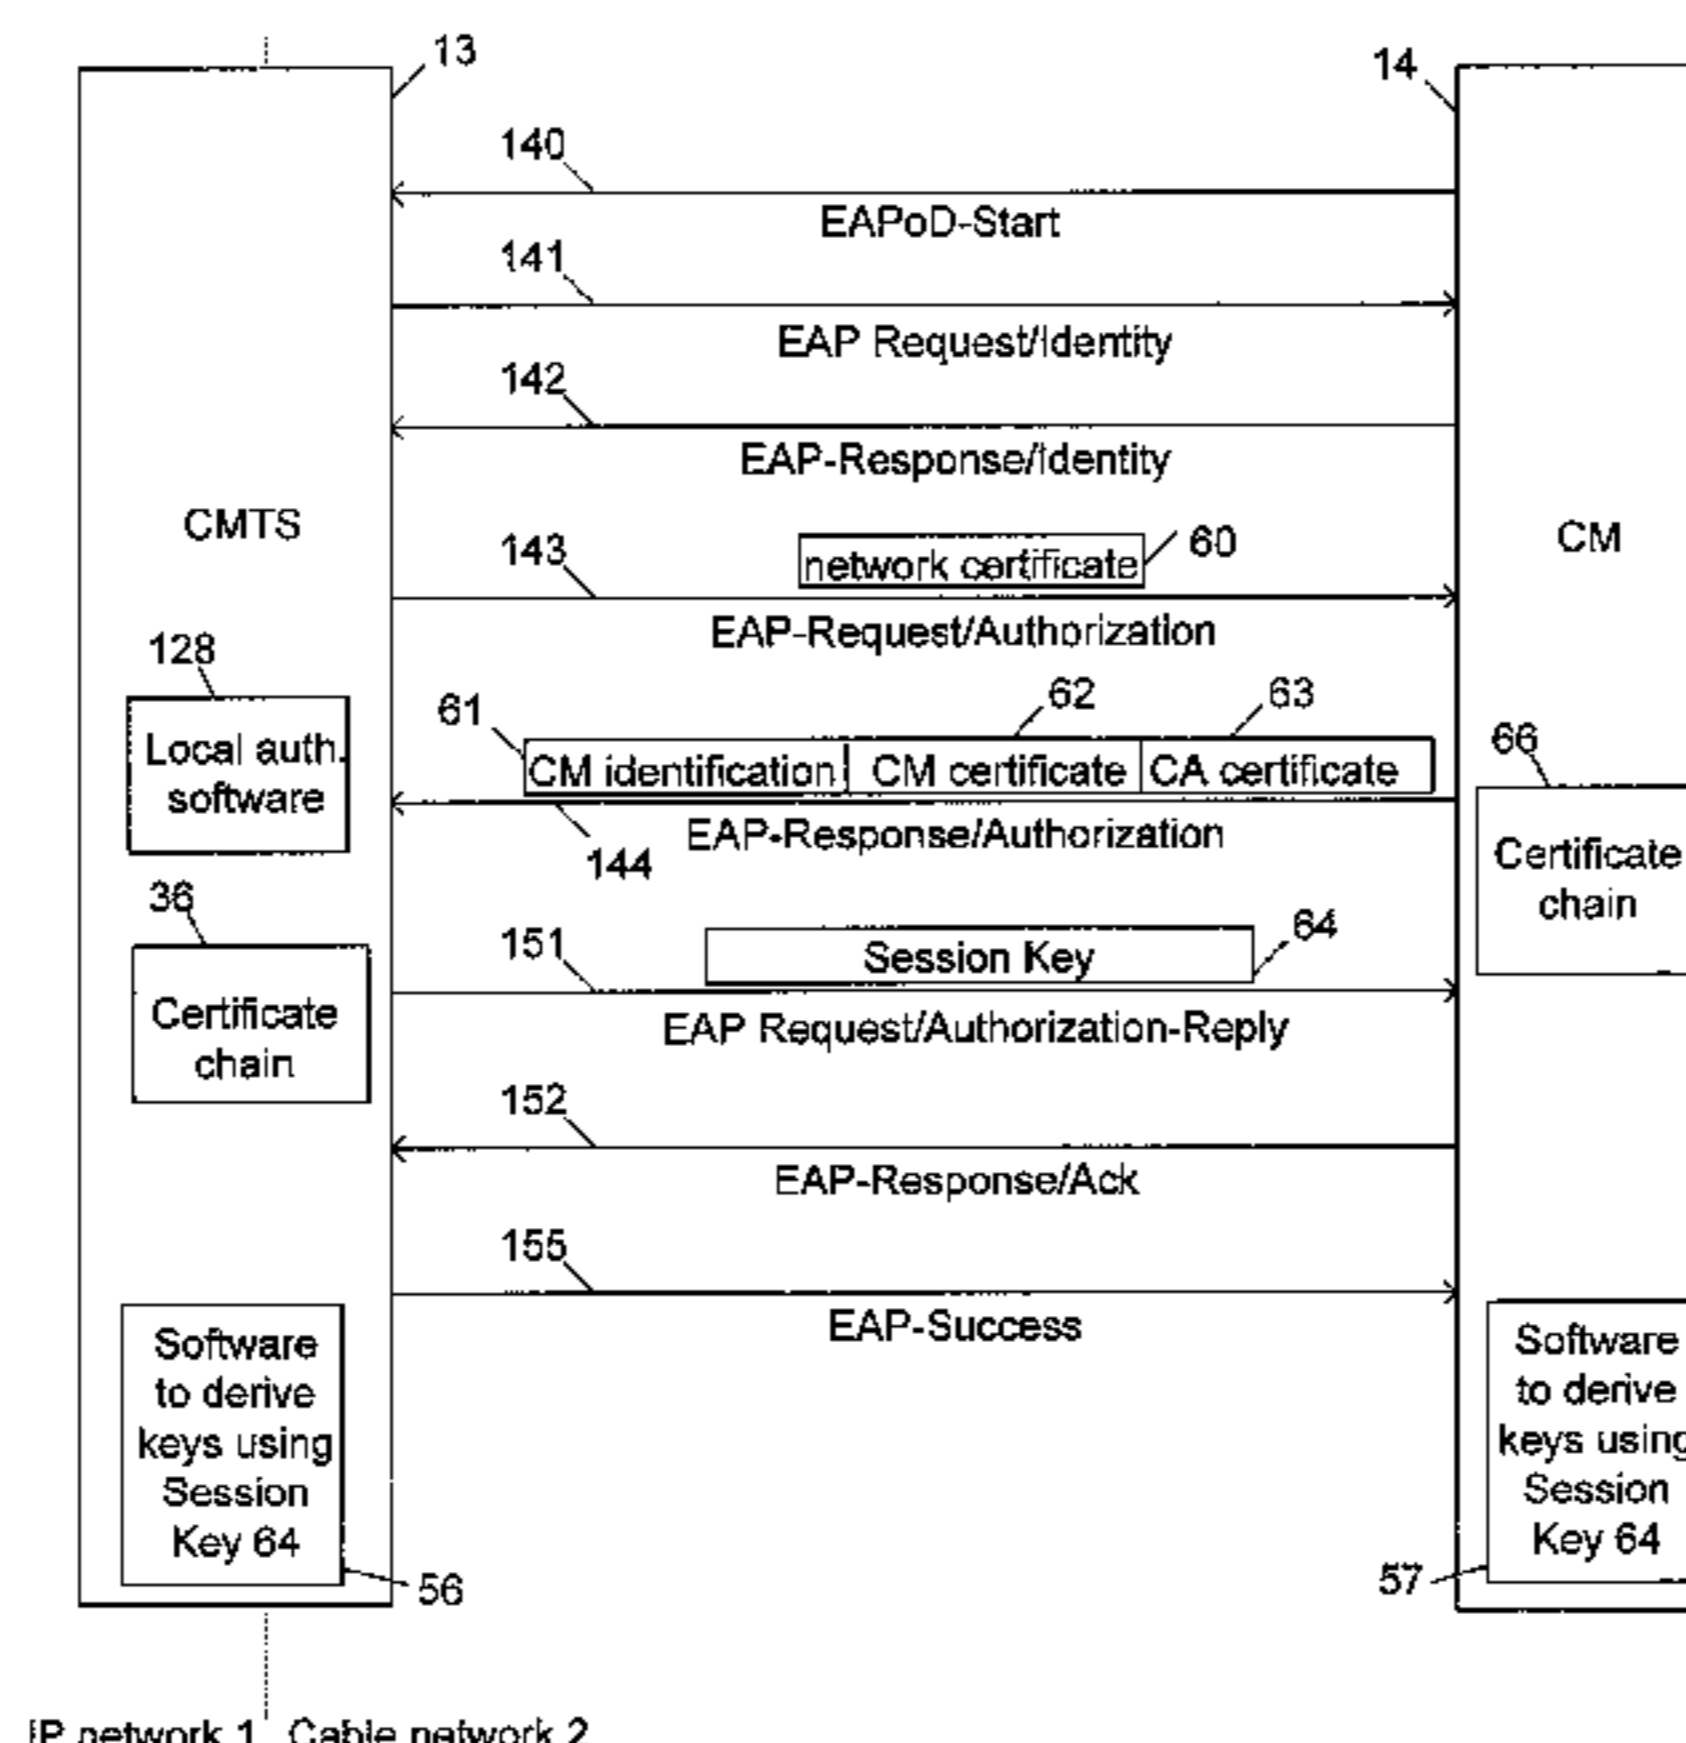 13
14
140
EAPoD-Start
141
EAP Request/Identity
142
EAP-Response/Identity
CMTS
CM
143
network certificate
60
EAP-Request/Authorization
128
Local auth.
software
61
62
63
CM identification
CM certificate
CA certificate
EAP-Response/Authorization
144
66
Certificate
chain
36
Certificate
chain
151
Session Key
64
EAP Request/Authorization-Reply
152
EAP-Response/Ack
155
EAP-Success
Software
to derive
keys using
Session
Key 64
56
Software
to derive
keys using
Session
Key 64
57
IP network 1
Cable network 2